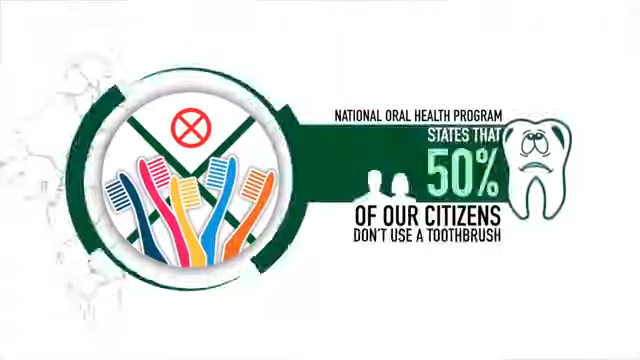 NATIONAL ORAL HEALTH PROGRAM
STATES THAT
50%
OF OUR CITIZENS
DON'T USE A TOOTHBRUSH